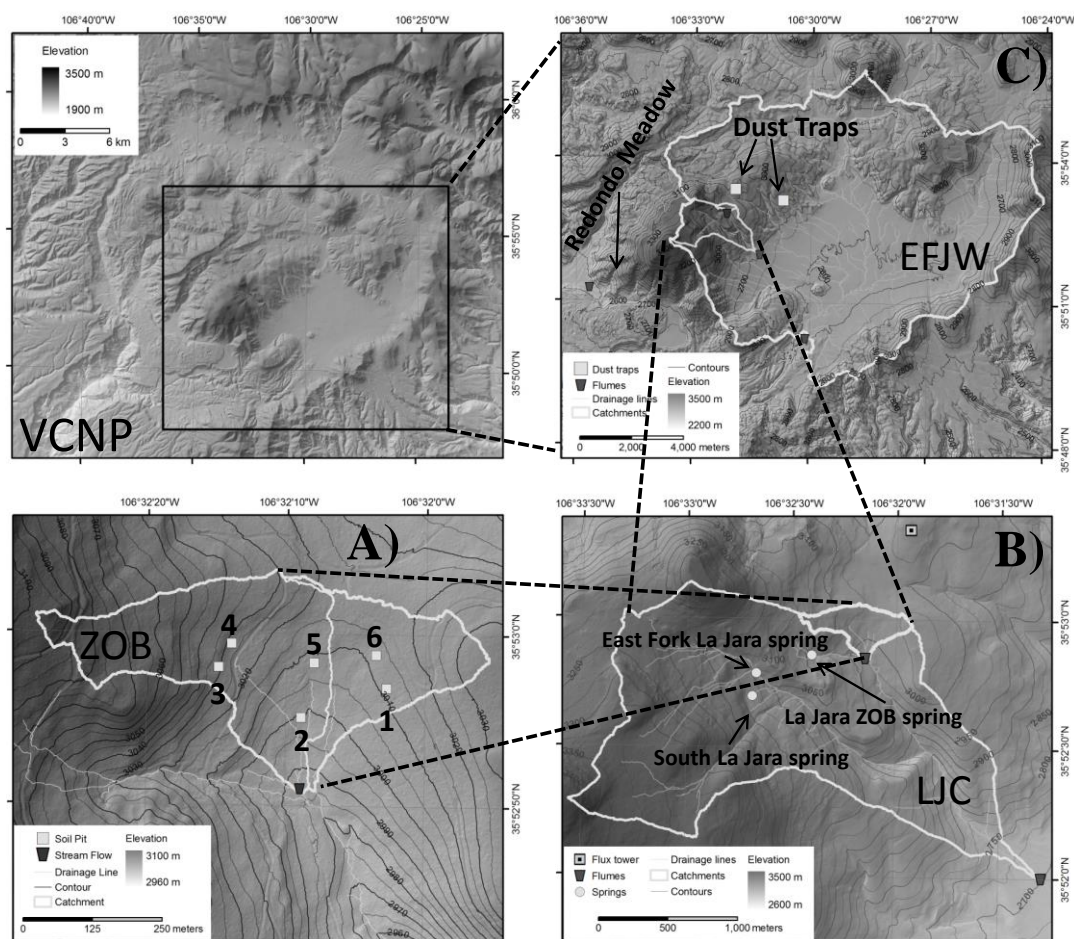 106°40'0"W 106°35'0"W 106°30'0"W 106°25'0"W
Elevation
3500 m
1900 m
0 3 6 km
36°0'0"N
35°55'0"N
35°50'0"N
VCNP
106°36'0"W 106°33'0"W 106°30'0"W 106°27'0"W 106°24'0"W
C)
Redondo Meadow
Dust Traps
EFJW
35°54'0"N
35°51'0"N
35°48'0"N
Dust traps
Flumes
Drainage lines
Catchments
Contours
Elevation
3500 m
2200 m
0 2,000 4,000 meters
106°32'20"W 106°32'10"W 106°32'0"W
A)
ZOB
4
5
6
3
2
1
35°53'0"N
35°52'50"N
Soil Pit
Stream Flow
Drainage Line
Contour
Catchment
Elevation
3100 m
2960 m
0 125 250 meters
106°33'30"W 106°33'0"W 106°32'30"W 106°32'0"W 106°31'30"W
B)
East Fork La Jara spring
La Jara ZOB spring
South La Jara spring
LJC
35°53'0"N
35°52'30"N
35°52'0"N
Flux tower
Flumes
Springs
Drainage lines
Catchments
Contours
Elevation
3500 m
2600 m
0 500 1,000 meters